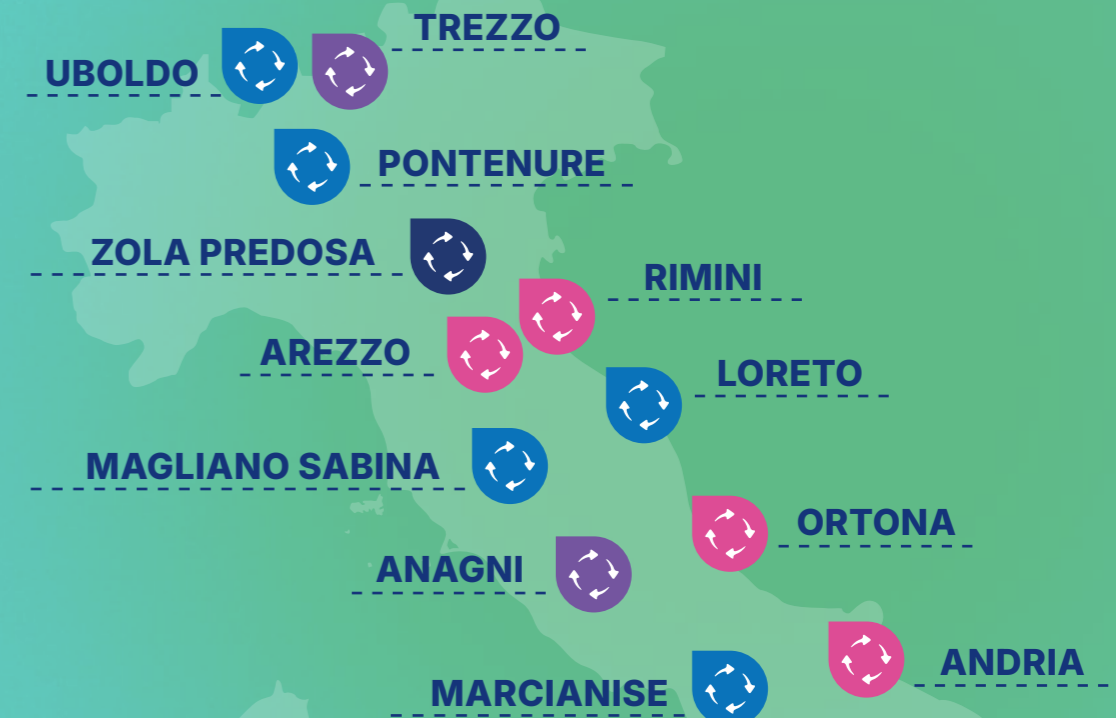 TREZZO
UBOLDO
PONTENURE
ZOLA PREDOSA
RIMINI
AREZZO
LORETO
MAGLIANO SABINA
ORTONA
ANAGNI
ANDRIA
MARCIANISE